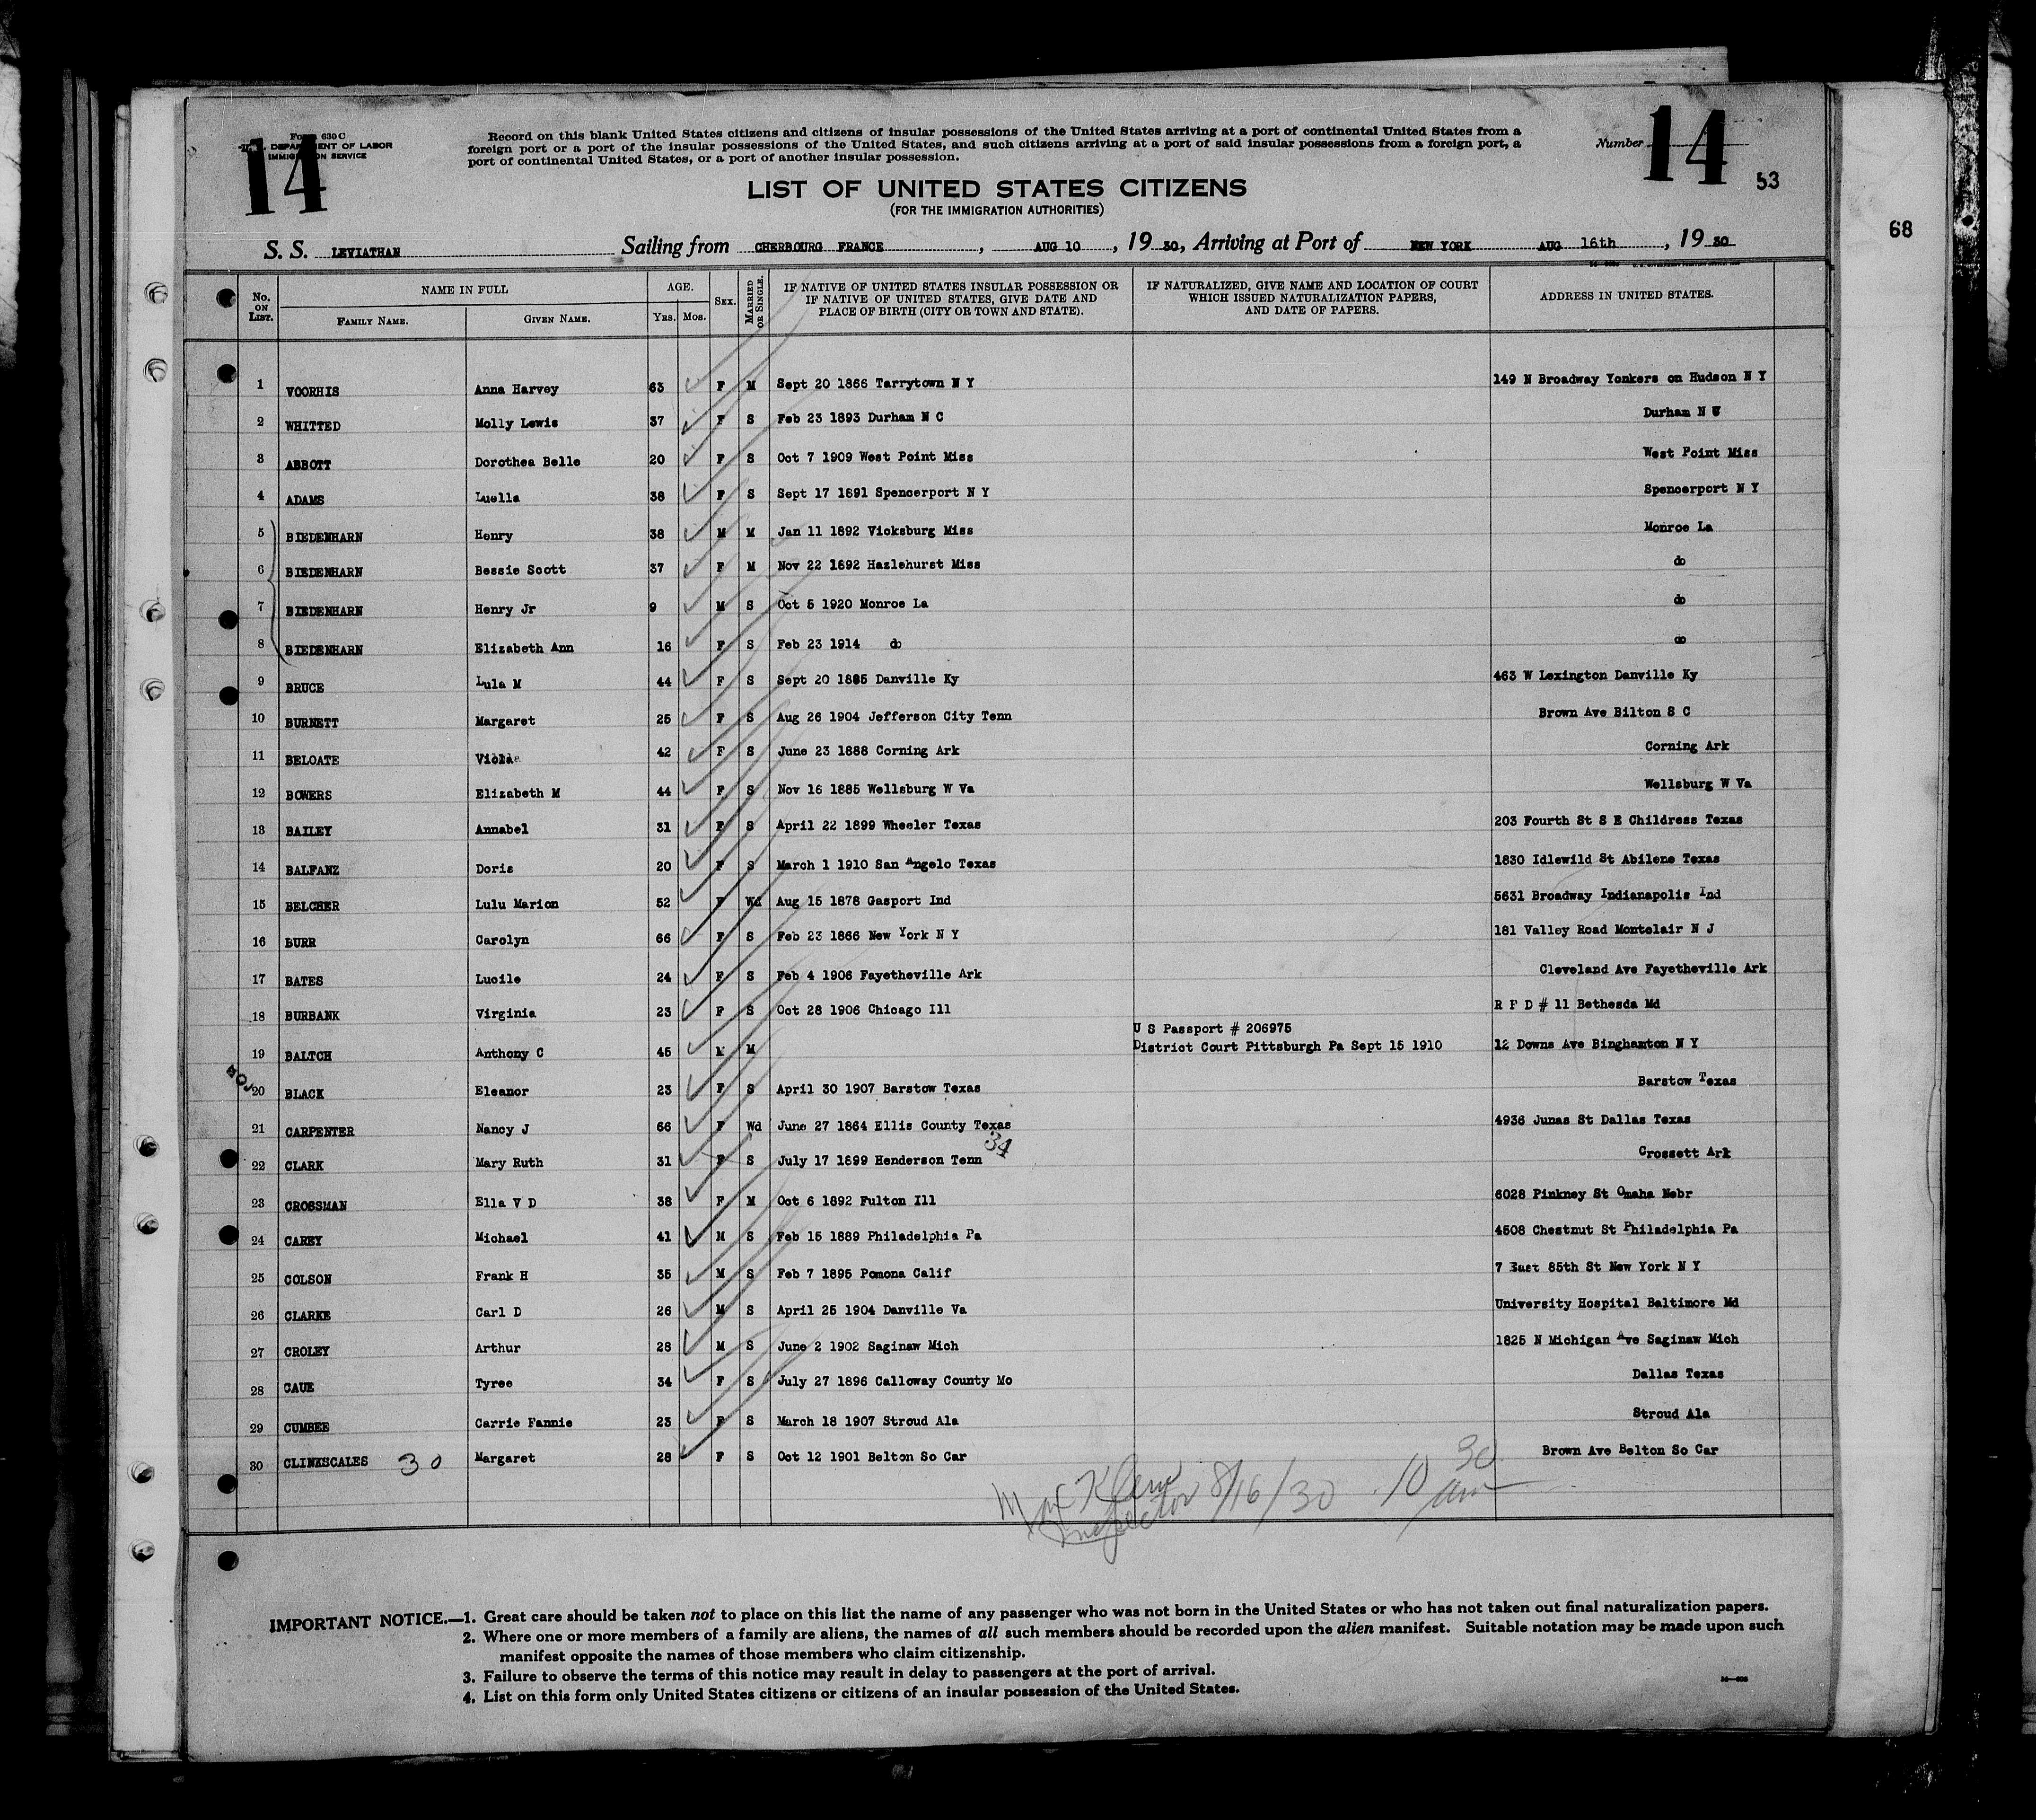 Form 630 C
U. S. DEPARTMENT OF LABOR
IMMIGRATION SERVICE
14
Record on this blank United States citizens and citizens of insular possessions of the United States arriving at a port of continental United States from a
foreign port or a port of the insular possessions of the United States, and such citizens arriving at a port of said insular possessions from a foreign port, a
port of continental United States, or a port of another insular possession.
Number 14
53
68
LIST OF UNITED STATES CITIZENS
(FOR THE IMMIGRATION AUTHORITIES)
S. S. LEVIATHAN Sailing from CHERBOURG FRANCE, AUG 10, 19 30, Arriving at Port of NEW YORK AUG 16th, 19 30
No. ON LIST. NAME IN FULL FAMILY NAME. GIVEN NAME. AGE. YRS. MOS. SEX. MARRIED OR SINGLE. IF NATIVE OF UNITED STATES INSULAR POSSESSION OR IF NATIVE OF UNITED STATES, GIVE DATE AND PLACE OF BIRTH (CITY OR TOWN AND STATE). IF NATURALIZED, GIVE NAME AND LOCATION OF COURT WHICH ISSUED NATURALIZATION PAPERS, AND DATE OF PAPERS. ADDRESS IN UNITED STATES.
1 VOORHIS Anna Harvey 63 F M Sept 20 1866 Tarrytown N Y 149 N Broadway Yonkers on Hudson N Y
2 WHITTED Molly Lewis 37 F S Feb 23 1893 Durham N C Durham N C
3 ABBOTT Dorothea Belle 20 F S Oct 7 1909 West Point Miss West Point Miss
4 ADAMS Luella 38 F S Sept 17 1891 Spencerport N Y Spencerport N Y
5 BIEDENHARN Henry 38 M M Jan 11 1892 Vicksburg Miss Monroe La
6 BIEDENHARN Bessie Scott 37 F M Nov 22 1892 Hazlehurst Miss do
7 BIEDENHARN Henry Jr 9 M S Oct 5 1920 Monroe La do
8 BIEDENHARN Elizabeth Ann 16 F S Feb 23 1914 do do
9 BRUCE Lula M 44 F S Sept 20 1885 Danville Ky 463 W Lexington Danville Ky
10 BURNETT Margaret 25 F S Aug 26 1904 Jefferson City Tenn Brown Ave Bilton S C
11 BELOATE 42 F S June 23 1888 Corning Ark Corning Ark
12 BOWERS Elizabeth M 44 F S Nov 16 1885 Wellsburg W Va Wellsburg W Va
13 BAILEY Annabel 31 F S April 22 1899 Wheeler Texas 203 Fourth St S E Childress Texas
14 BALFANZ Doris 20 F S March 1 1910 San Angelo Texas 1830 Idlewild St Abilene Texas
15 BELCHER Lulu Marion 52 F Wd Aug 15 1878 Gasport Ind 5631 Broadway Indianapolis Ind
16 BURR Carolyn 66 F S Feb 23 1866 New York N Y 181 Valley Road Montclair N J
17 BATES Lucile 24 F S Feb 4 1906 Fayetheville Ark Cleveland Ave Fayetheville Ark
18 BURBANK Virginia 23 F S Oct 28 1906 Chicago Ill R F D # 11 Bethesda Md
U S Passport # 206975
19 BALTCH Anthony C 45 M M District Court Pittsburgh Pa Sept 15 1910 12 Downs Ave Binghamton N Y
20 BLACK Eleanor 23 F S April 30 1907 Barstow Texas Barstow Texas
21 CARPENTER Nancy J 66 F Wd June 27 1864 Ellis County Texas 4936 Junas St Dallas Texas
34
22 CLARK Mary Ruth 31 F S July 17 1899 Henderson Tenn Crossett Ark
23 CROSSMAN Ella V D 38 F M Oct 6 1892 Fulton Ill 6028 Pinkney St Omaha Nebr
24 CAREY Michael 41 M S Feb 15 1889 Philadelphia Pa 4508 Chestnut St Philadelphia Pa
25 COLSON Frank H 35 M S Feb 7 1895 Pomona Calif 7 East 85th St New York N Y
26 CLARKE Carl D 26 M S April 25 1904 Danville Va University Hospital Baltimore Md
27 CROLEY Arthur 28 M S June 2 1902 Saginaw Mich 1825 N Michigan Ave Saginaw Mich
28 CAUE Tyree 34 F S July 27 1896 Calloway County Mo Dallas Texas
29 CUMBEE Carrie Fannie 23 F S March 18 1907 Stroud Ala Stroud Ala
30 CLINKSCALES 30 Margaret 28 F S Oct 12 1901 Belton So Car Brown Ave Belton So Car
Klein 8/16/30 10 30 am
Inspector
IMPORTANT NOTICE.—1. Great care should be taken not to place on this list the name of any passenger who was not born in the United States or who has not taken out final naturalization papers.
2. Where one or more members of a family are aliens, the names of all such members should be recorded upon the alien manifest. Suitable notation may be made upon such
manifest opposite the names of those members who claim citizenship.
3. Failure to observe the terms of this notice may result in delay to passengers at the port of arrival.
4. List on this form only United States citizens or citizens of an insular possession of the United States.